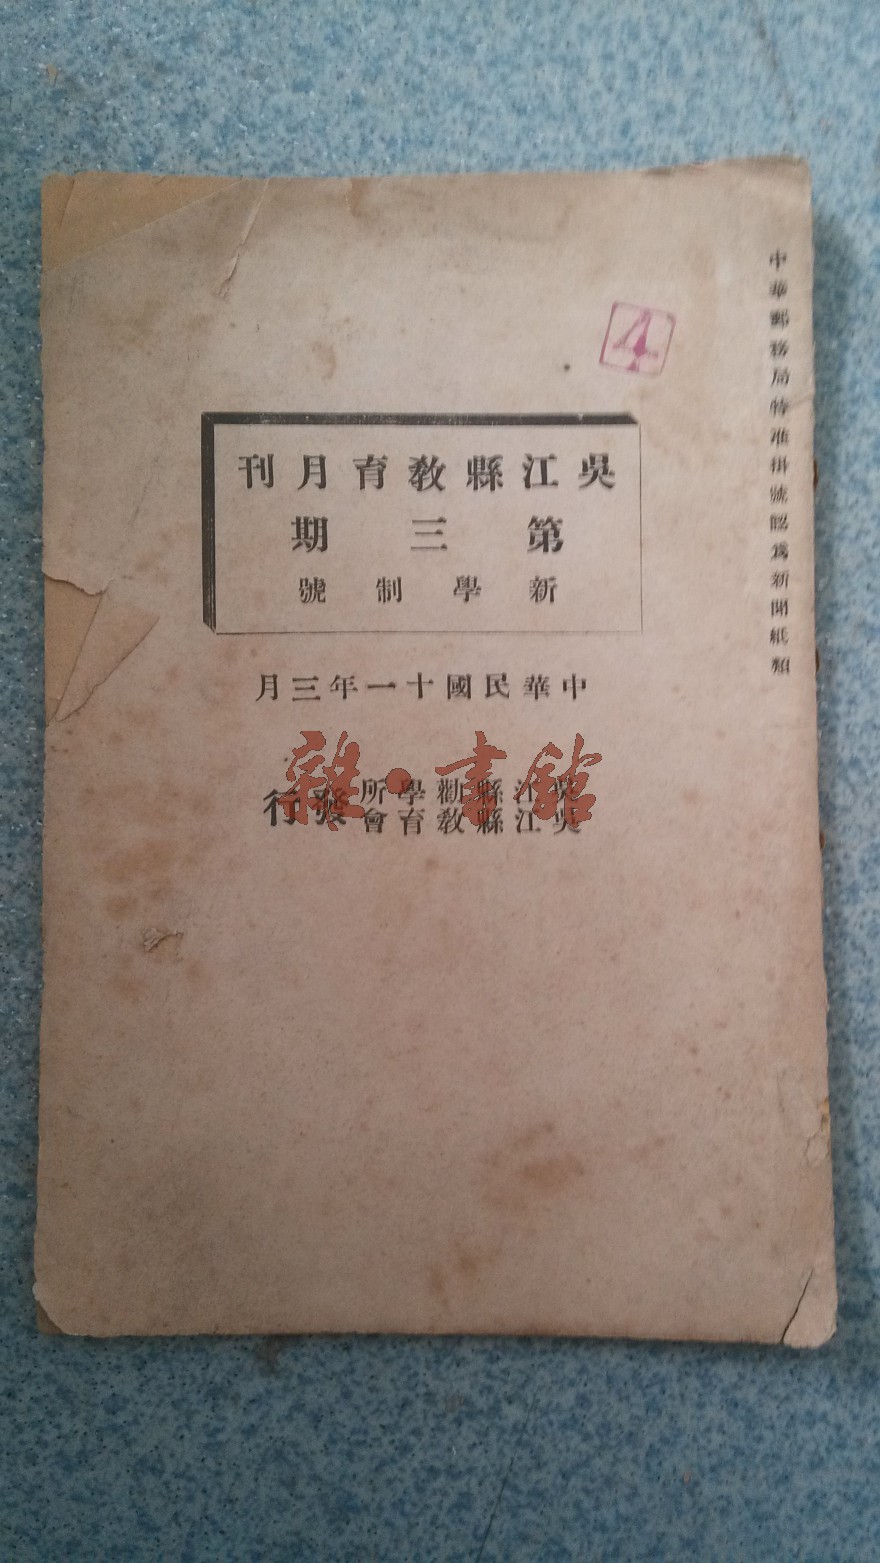 中華郵務局特准掛號認爲新聞紙類
4
吳江縣教育月刊
第三期
新學制號
中華民國十一年三月
吳江縣勸學所
吳江縣教育會
發行
雜·書館